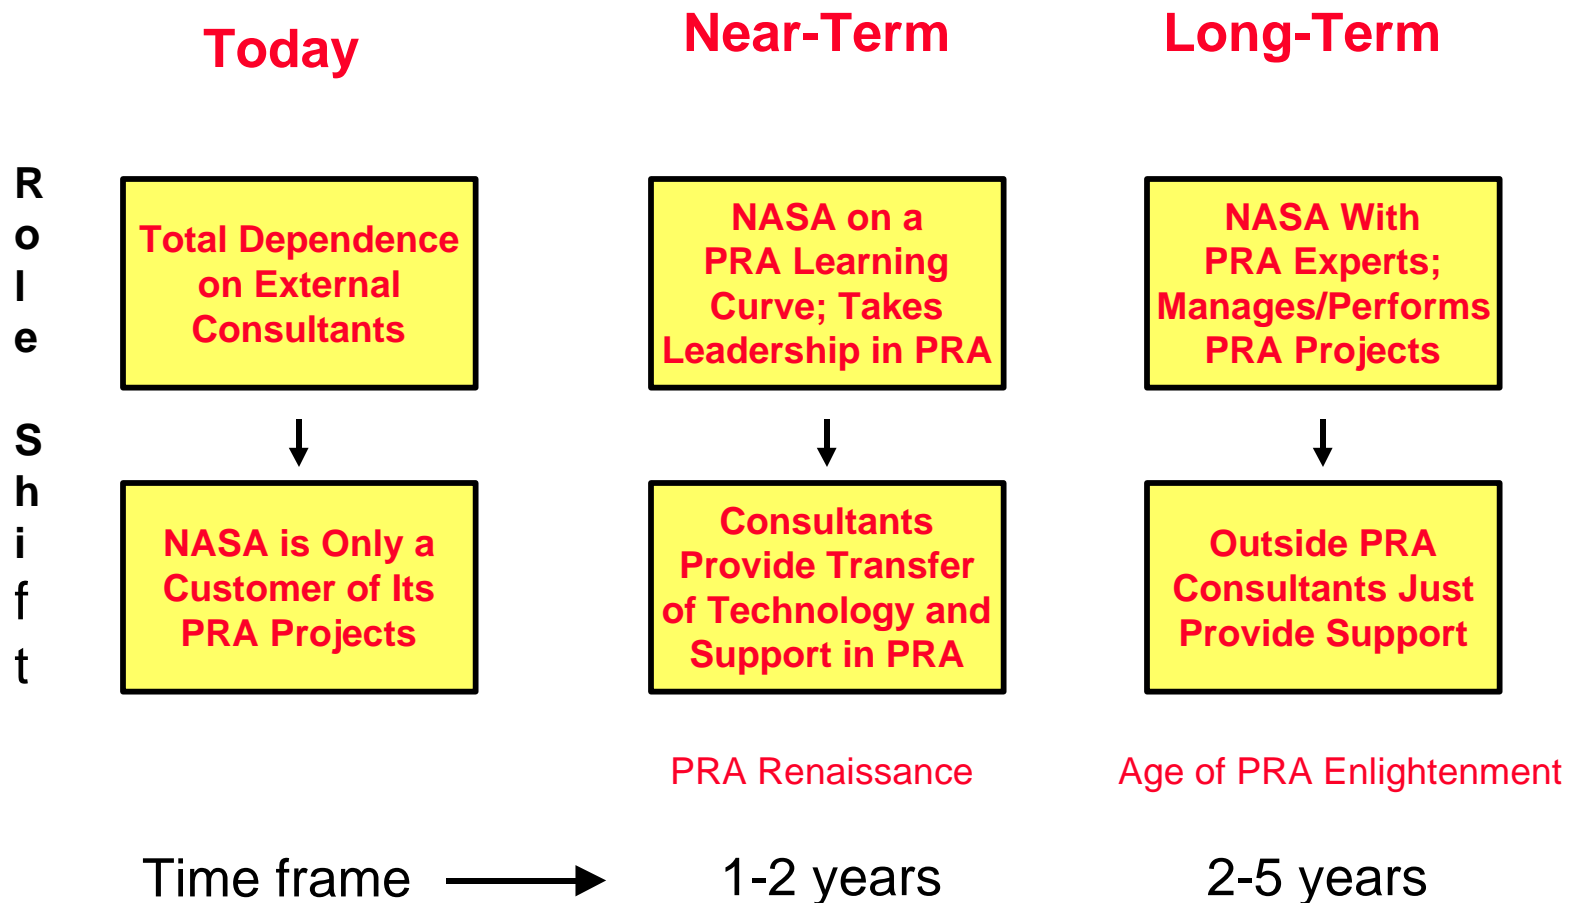 Today
Near-Term
Long-Term
Role Shift
Total Dependence
on External
Consultants
NASA on a
PRA Learning
Curve; Takes
Leadership in PRA
NASA With
PRA Experts;
Manages/Performs
PRA Projects
NASA is Only a
Customer of Its
PRA Projects
Consultants
Provide Transfer
of Technology and
Support in PRA
Outside PRA
Consultants Just
Provide Support
PRA Renaissance
Age of PRA Enlightenment
Time frame
1-2 years
2-5 years